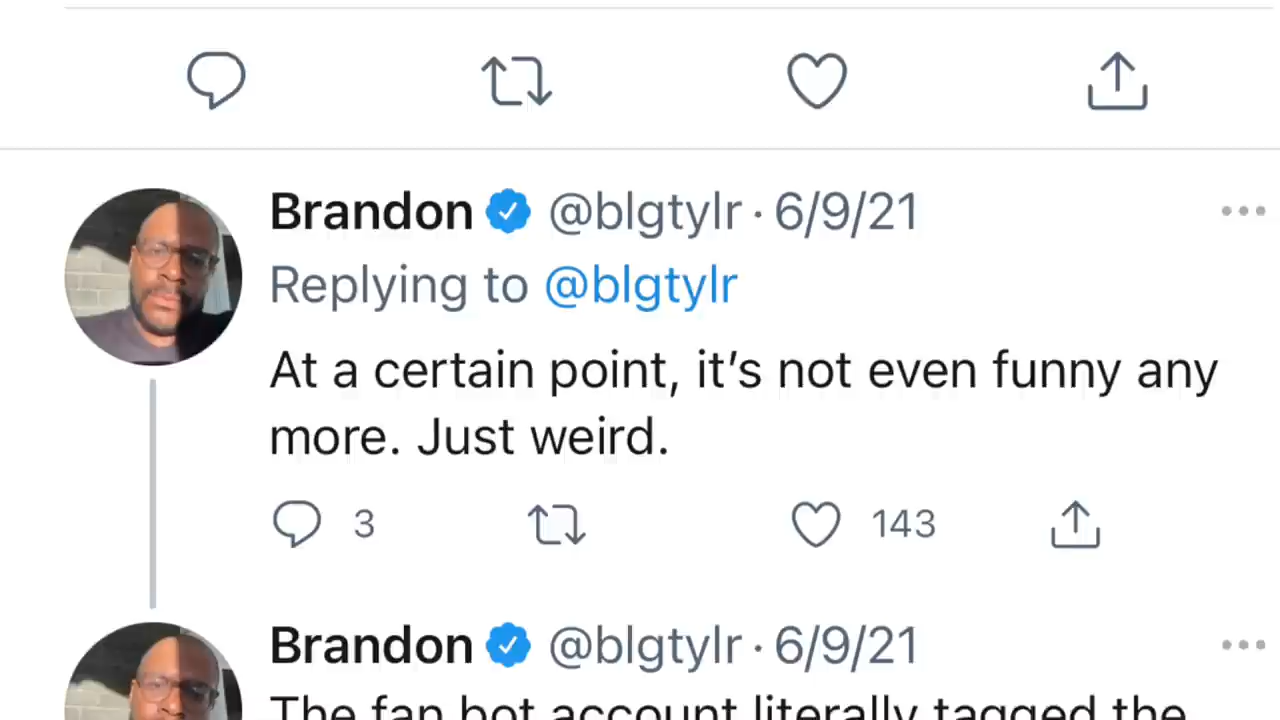 Brandon @blgtylr · 6/9/21
Replying to @blgtylr
At a certain point, it’s not even funny any
more. Just weird.
3 143
Brandon @blgtylr · 6/9/21
The fan bot account literally tagged the